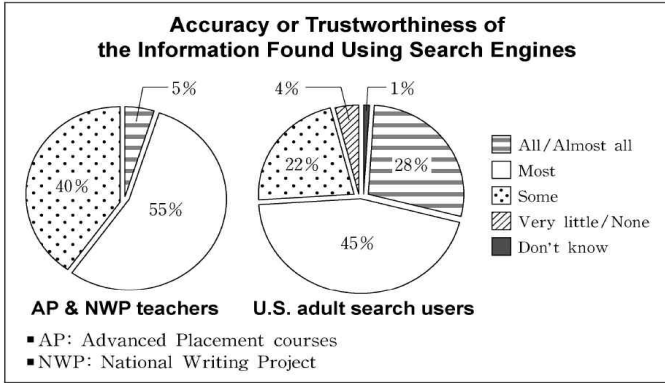 Accuracy or Trustworthiness of
the Information Found Using Search Engines
5%
40%
55%
AP & NWP teachers
4%
1%
22%
28%
45%
U.S. adult search users
All/Almost all
Most
Some
Very little/None
Don't know
▪ AP: Advanced Placement courses
▪ NWP: National Writing Project